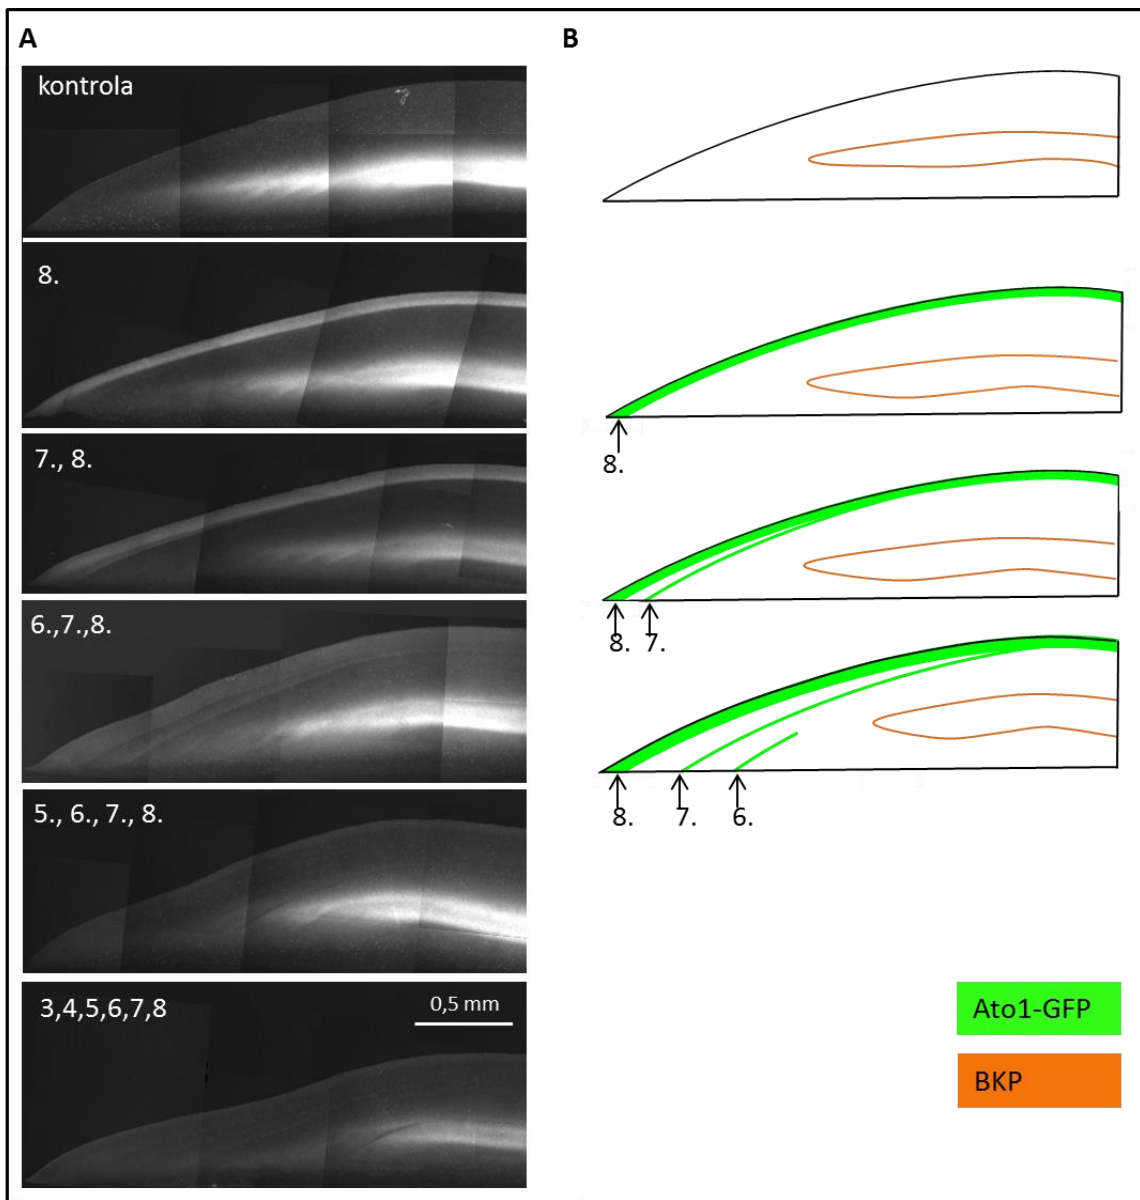 A
kontrola
8.
7., 8.
6.,7.,8.
5., 6., 7., 8.
3,4,5,6,7,8
0,5 mm
B
8.
8. 7.
8. 7. 6.
Ato1-GFP
BKP